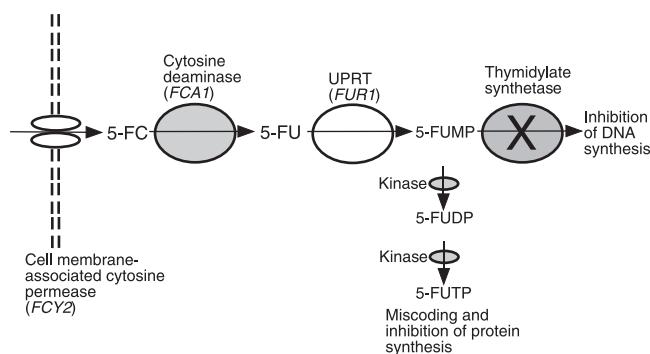 Cytosine
deaminase
(FCA1)
UPRT
(FUR1)
Thymidylate
synthetase
5-FC
5-FU
5-FUMP
X
Inhibition
of DNA
synthesis
Kinase
5-FUDP
Kinase
5-FUTP
Miscoding and
inhibition of protein
synthesis
Cell membrane-
associated cytosine
permease
(FCY2)